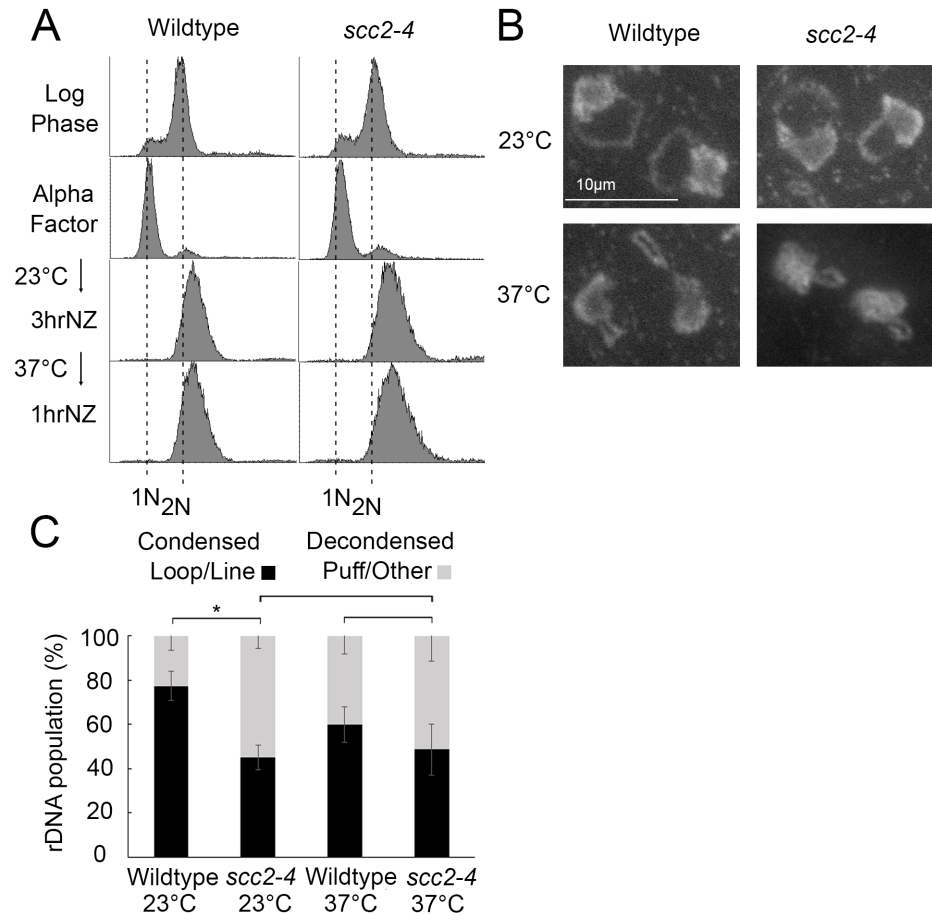 A
Wildtype
scc2-4
Log
Phase
Alpha
Factor
23°C
3hrNZ
37°C
1hrNZ
1N 2N
1N 2N
B
Wildtype
scc2-4
23°C
10µm
37°C
C
Condensed
Loop/Line
Decondensed
Puff/Other
*
rDNA population (%)
100
80
60
40
20
0
Wildtype
23°C
scc2-4
23°C
Wildtype
37°C
scc2-4
37°C